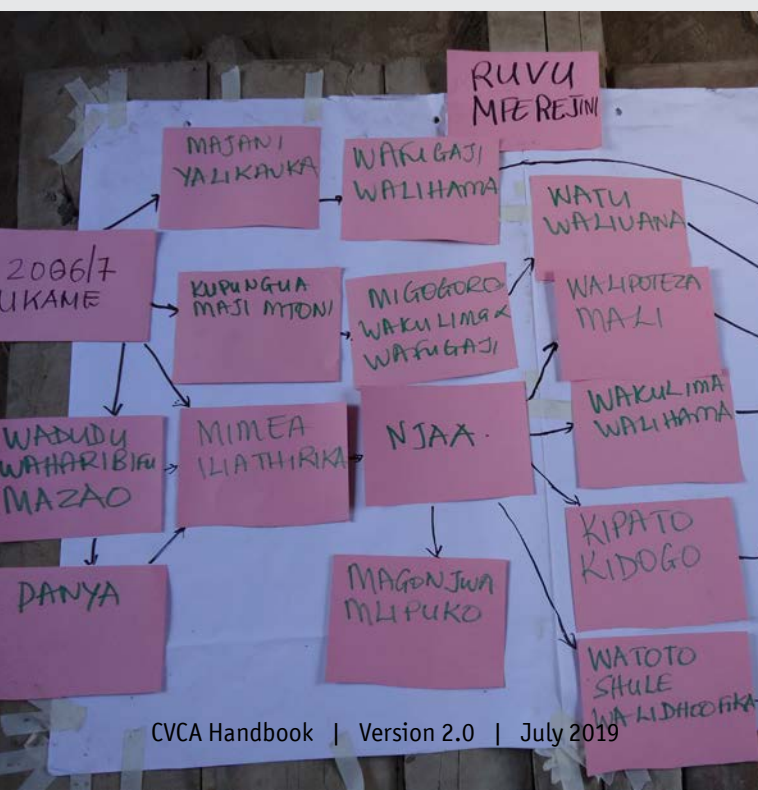 RUVU
MPEREJINI
MAJANI
YALIKAUKA
WAFUGAJI
WALIHAMA
WATU
WALIUANA
2006/7
UKAME
KUPUNGUA
MAJI MTONI
MIGOGORO
WAKULIMA &
WAFUGAJI
WALIPOTEZA
MALI
WADUDU
WAHARIBIFU
MAZAO
MIMEA
ILIATHIRIKA
NJAA.
WAKULIMA
WALIHAMA
KIPATO
KIDOGO
PANYA
MAGONJWA
MLIPUKO
WATOTO
SHULE
WALIDHOOFIKA
CVCA Handbook | Version 2.0 | July 2019